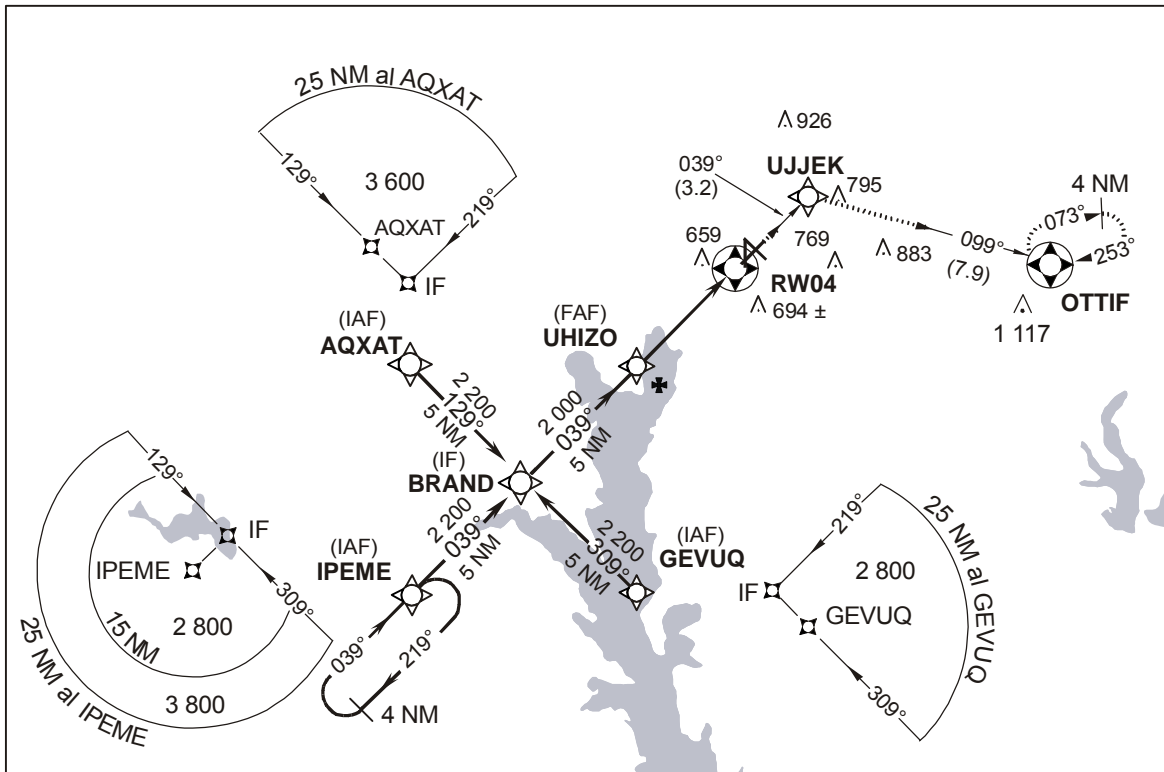 25 NM al AQXAT
129°
3 600
219°
AQXAT
IF
926
UJJEK
039°
(3.2)
795
4 NM
073°
253°
659
769
883
099°
(7.9)
RW04
694 ±
OTTIF
1 117
(IAF)
AQXAT
(FAF)
UHIZO
2 200
129°
5 NM
2 000
039°
5 NM
(IF)
BRAND
129°
IF
IPEME
309°
2 800
15 NM
3 800
25 NM al IPEME
(IAF)
IPEME
2 200
039°
5 NM
039°
219°
4 NM
2 200
309°
5 NM
(IAF)
GEVUQ
219°
25 NM al GEVUQ
2 800
IF
GEVUQ
309°